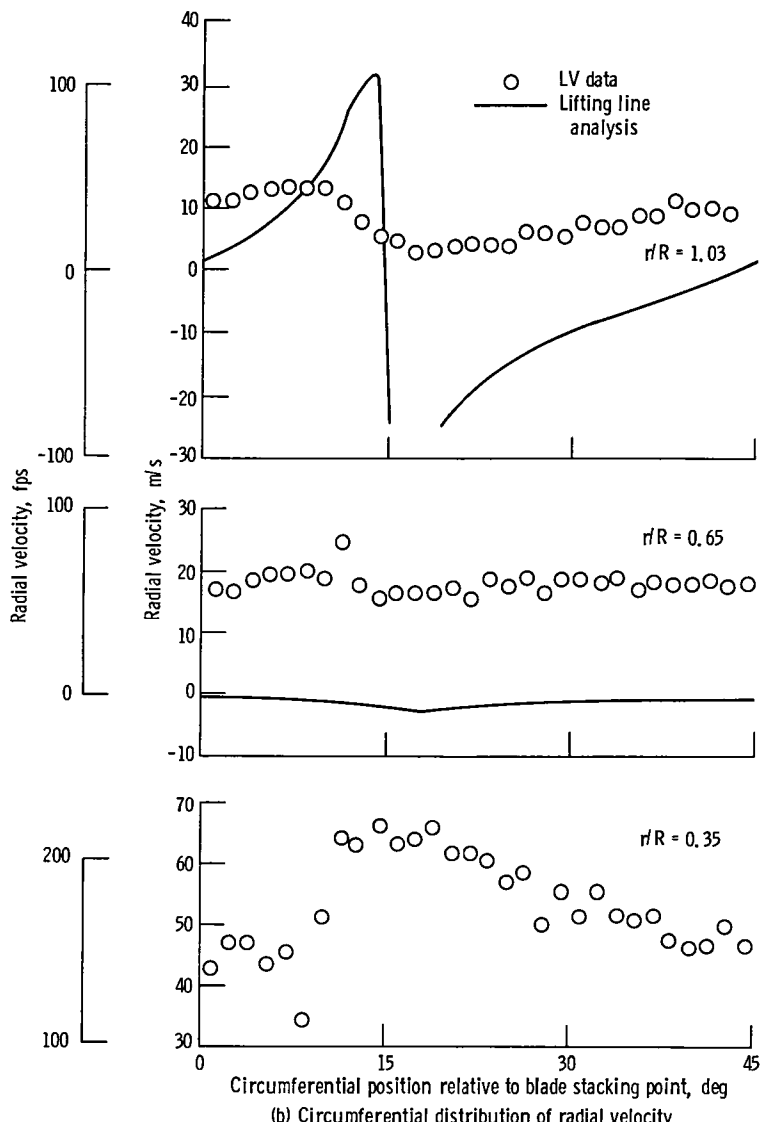 40
100
30
LV data
Lifting line
analysis
20
10
r/R = 1.03
0
0
-10
-20
-100
-30
Radial velocity, fps
Radial velocity, m/s
100
30
r/R = 0.65
20
10
0
0
-10
70
r/R = 0.35
200
60
50
40
100
30
0
15
30
45
Circumferential position relative to blade stacking point, deg
(b) Circumferential distribution of radial velocity